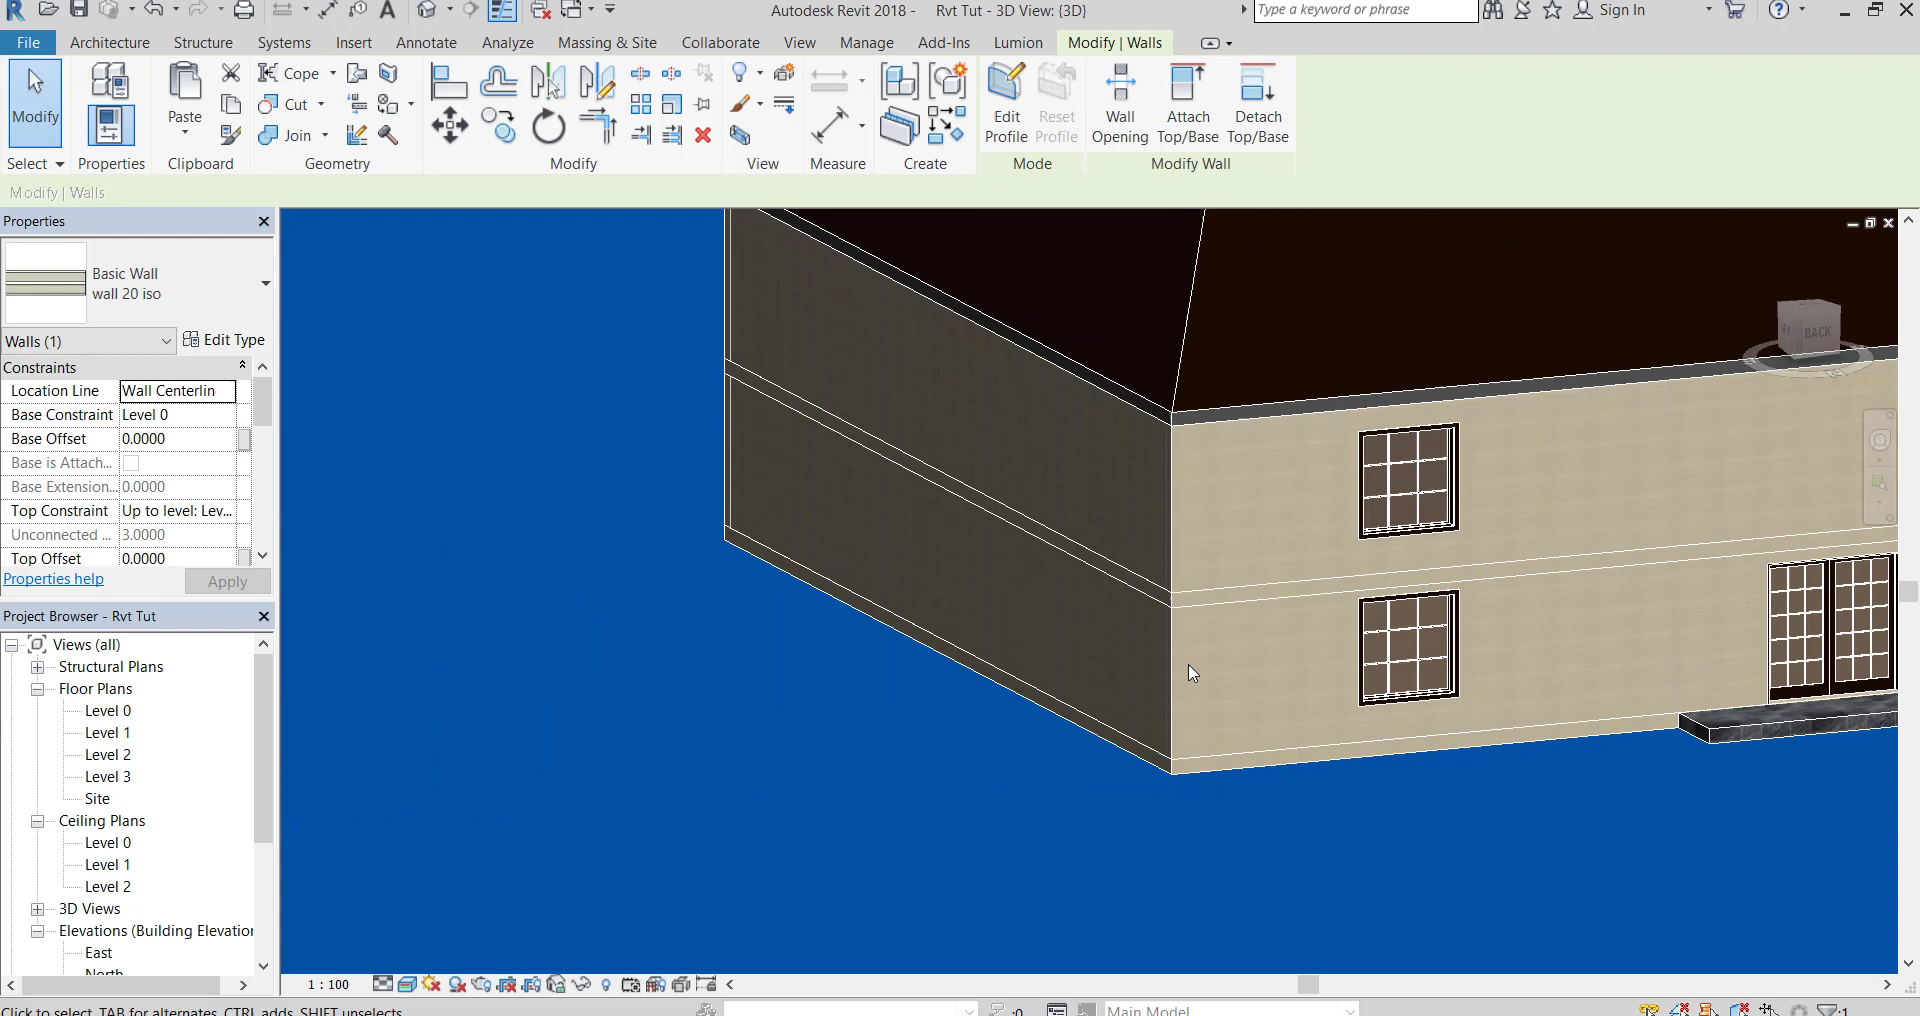 Autodesk Revit 2018 - Rvt Tut - 3D View: {3D}
Type a keyword or phrase
Sign In
File Architecture Structure Systems Insert Annotate Analyze Massing & Site Collaborate View Manage Add-Ins Lumion Modify | Walls
Modify
Paste
Cope
Cut
Join
Edit Profile
Reset Profile
Wall Opening
Attach Top/Base
Detach Top/Base
Select Properties Clipboard Geometry Modify View Measure Create Mode Modify Wall
Modify | Walls
Properties
Basic Wall
wall 20 iso
Walls (1) Edit Type
Constraints
Location Line Wall Centerlin
Base Constraint Level 0
Base Offset 0.0000
Base is Attach...
Base Extension... 0.0000
Top Constraint Up to level: Lev...
Unconnected ... 3.0000
Top Offset 0.0000
Properties help Apply
Project Browser - Rvt Tut
Views (all)
Structural Plans
Floor Plans
Level 0
Level 1
Level 2
Level 3
Site
Ceiling Plans
Level 0
Level 1
Level 2
3D Views
Elevations (Building Elevation
East
North
BACK
1 : 100
Click to select, TAB for alternates, CTRL adds, SHIFT unselects.
:0
Main Model
:1